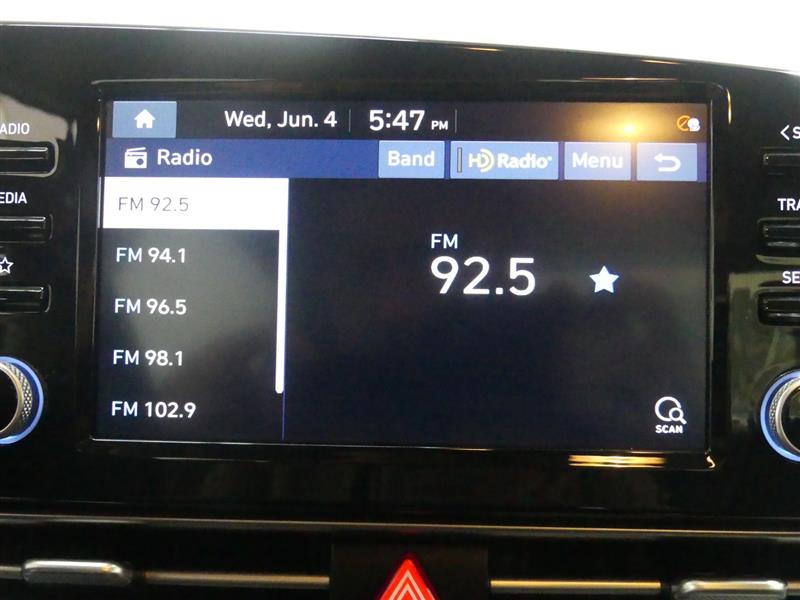 Wed, Jun. 4 5:47 PM
Radio Band HD Radio® Menu
FM 92.5
FM 94.1
FM 96.5
FM 98.1
FM 102.9
FM
92.5
SCAN
ADIO
EDIA
S
TRA
SE